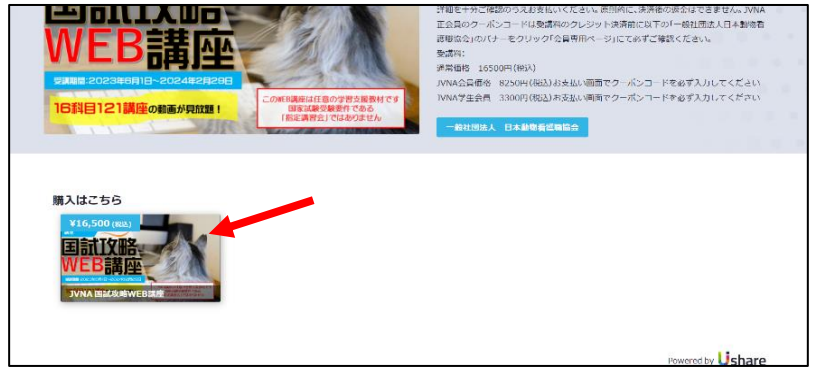 国試攻略
WEB講座
受講期間:2023年6月1日~2024年2月29日
16科目121講座の動画が見放題！
このWEB講座は任意の学習支援教材です
国家試験受験要件である
「指定講習会」ではありません
詳細を十分ご確認のうえお支払いください。原則的に、決済後の返金はできません。JVNA
正会員のクーポンコードは受講料のクレジット決済前に以下の「一般社団法人日本動物看
護職協会」のバナーをクリック「会員専用ページ」にて必ずご確認ください。
受講料:
通常価格 16500円(税込)
JVNA会員価格 8250円(税込)お支払い画面でクーポンコードを必ず入力してください
JVNA学生会員 3300円(税込)お支払い画面でクーポンコードを必ず入力してください
一般社団法人 日本動物看護職協会
購入はこちら
¥16,500 (税込)
国試攻略
WEB講座
JVNA 国試攻略WEB講座
Powered by Ushare